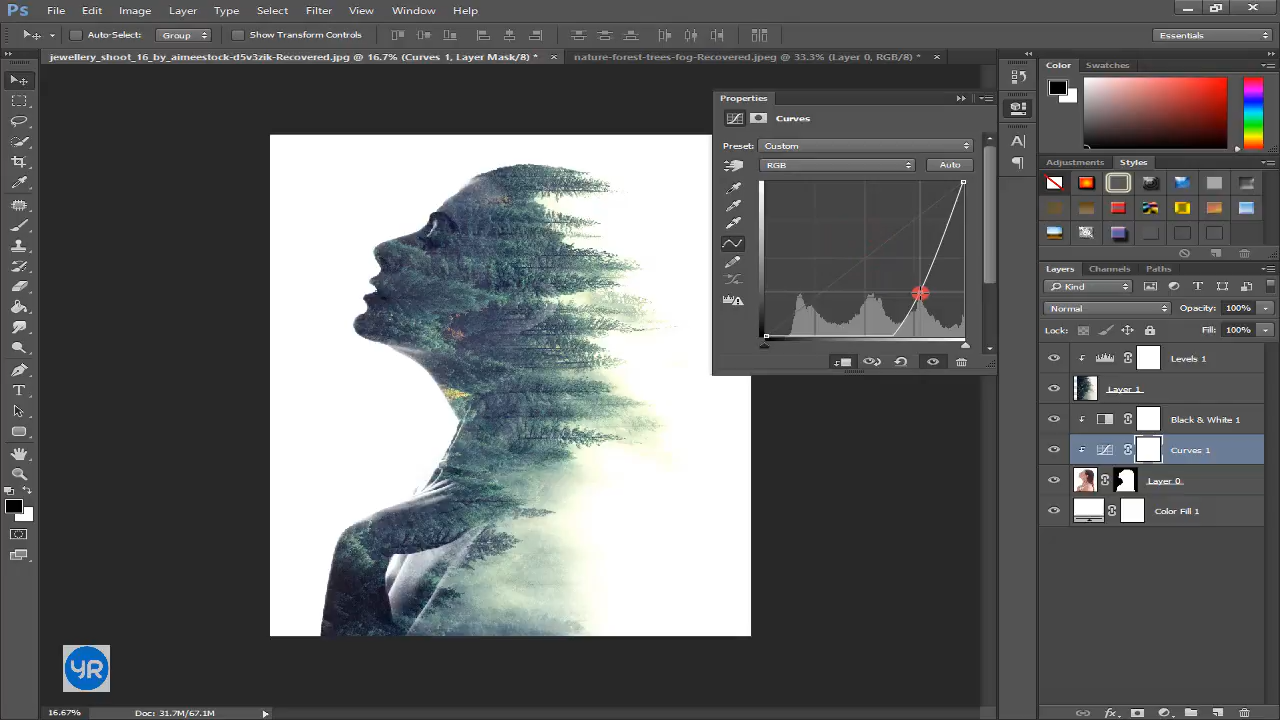 Ps File Edit Image Layer Type Select Filter View Window Help
Auto-Select: Group Show Transform Controls Essentials
jewellery_shoot_16_by_aimeestock-d5v3zik-Recovered.jpg @ 16.7% (Curves 1, Layer Mask/8) * × nature-forest-trees-fog-Recovered.jpeg @ 33.3% (Layer 0, RGB/8) * ×
Color Swatches
Properties
Curves
Preset: Custom
RGB Auto
Adjustments Styles
Layers Channels Paths
Kind
Normal Opacity: 100%
Lock: Fill: 100%
Levels 1
Layer 1
Black & White 1
Curves 1
Layer 0
Color Fill 1
YR
16.67% Doc: 31.7M/67.1M